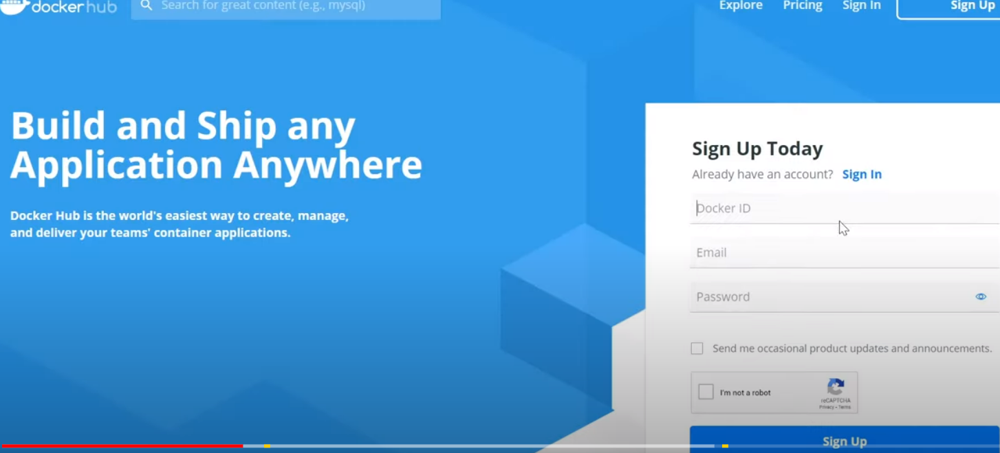 dockerhub
Search for great content (e.g., mysql)
Explore
Pricing
Sign In
Sign Up
Build and Ship any
Application Anywhere
Docker Hub is the world's easiest way to create, manage,
and deliver your teams' container applications.
Sign Up Today
Already have an account? Sign In
Docker ID
Email
Password
Send me occasional product updates and announcements.
I'm not a robot
reCAPTCHA
Privacy - Terms
Sign Up